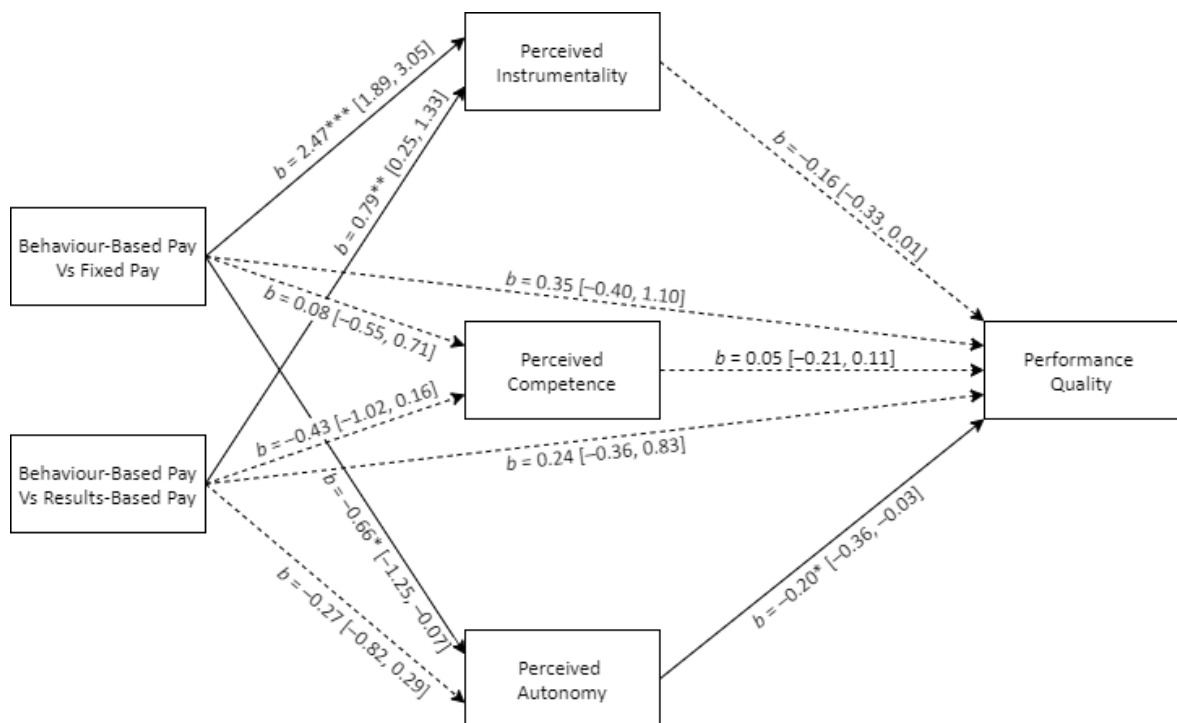 Perceived
Instrumentality
b = 2.47*** [1.89, 3.05]
b = 0.79** [0.25, 1.33]
b = −0.16 [−0.33, 0.01]
Behaviour-Based Pay
Vs Fixed Pay
b = 0.35 [−0.40, 1.10]
b = 0.08 [−0.55, 0.71]
Perceived
Competence
b = 0.05 [−0.21, 0.11]
Performance
Quality
b = −0.43 [−1.02, 0.16]
b = 0.24 [−0.36, 0.83]
Behaviour-Based Pay
Vs Results-Based Pay
b = −0.66* [−1.25, −0.07]
b = −0.20* [−0.36, −0.03]
b = −0.27 [−0.82, 0.29]
Perceived
Autonomy